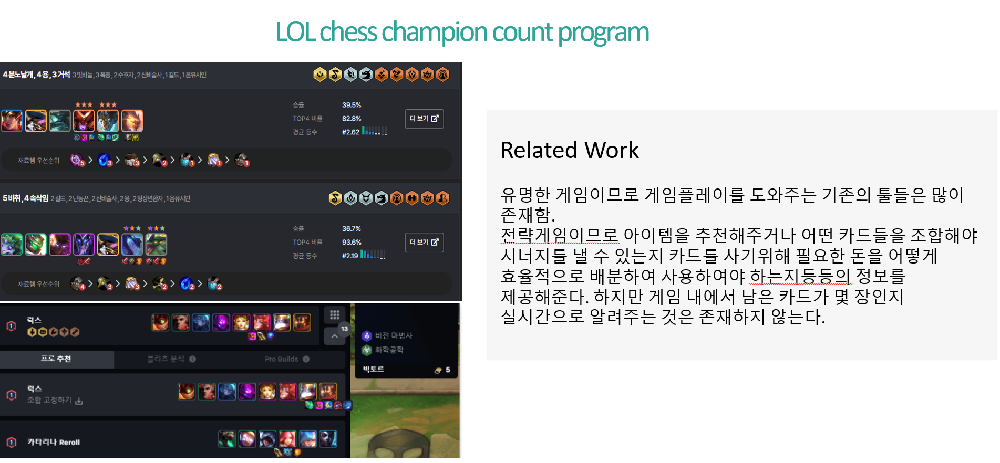 LOL chess champion count program
4분노날개, 4용, 3거석 3빛비늘, 3폭풍, 2수호자, 2신비술사, 1길드, 1음유시인
승률 39.5%
TOP4 비율 82.8%
평균 등수 #2.62
더 보기
재료템 우선순위 5 3 3 2 1 1 1
5비취, 4속삭임 2길드, 2난동꾼, 2신비술사, 2용, 2형상변환자, 1음유시인
승률 36.7%
TOP4 비율 93.6%
평균 등수 #2.19
더 보기
재료템 우선순위 4 3 3 2 2 2
1 럭스
13
프로 추천 블리츠 분석 Pro Builds
1 럭스
조합 고정하기
1 카타리나 Reroll
비전 마법사
화학공학
빅토르 5
Related Work
유명한 게임이므로 게임플레이를 도와주는 기존의 툴들은 많이
존재함.
전략게임이므로 아이템을 추천해주거나 어떤 카드들을 조합해야
시너지를 낼 수 있는지 카드를 사기위해 필요한 돈을 어떻게
효율적으로 배분하여 사용하여야 하는지등등의 정보를
제공해준다. 하지만 게임 내에서 남은 카드가 몇 장인지
실시간으로 알려주는 것은 존재하지 않는다.